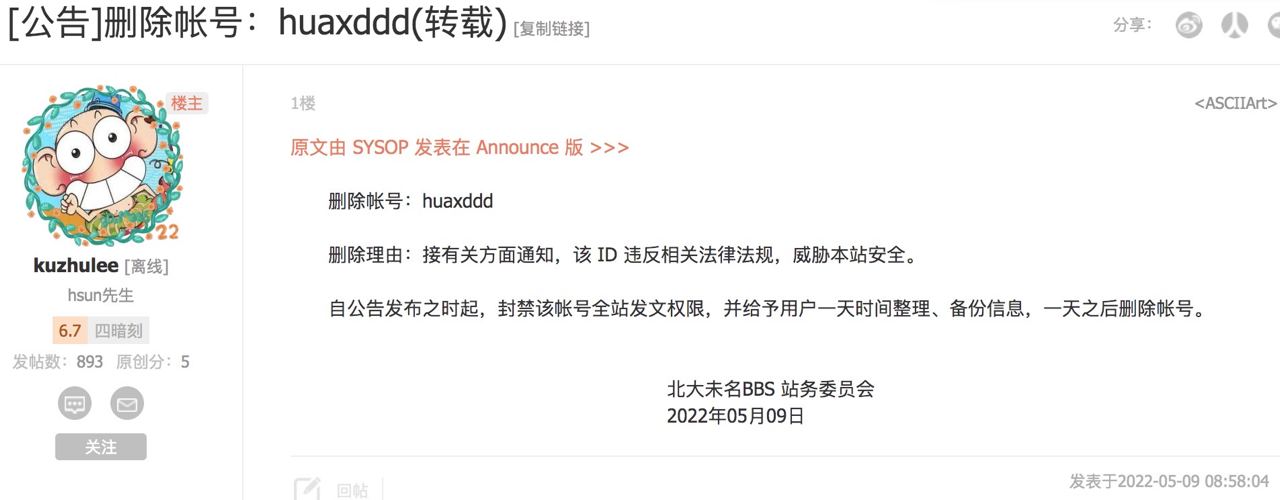 [公告]删除帐号：huaxddd(转载) [复制链接]
分享：
楼主
22
kuzhulee [离线]
hsun先生
6.7 四暗刻
发帖数：893 原创分：5
关注
1楼
<ASCIIArt>
原文由 SYSOP 发表在 Announce 版 >>>
删除帐号：huaxddd
删除理由：接有关方面通知，该 ID 违反相关法律法规，威胁本站安全。
自公告发布之时起，封禁该帐号全站发文权限，并给予用户一天时间整理、备份信息，一天之后删除帐号。
北大未名BBS 站务委员会
2022年05月09日
发表于2022-05-09 08:58:04
回帖